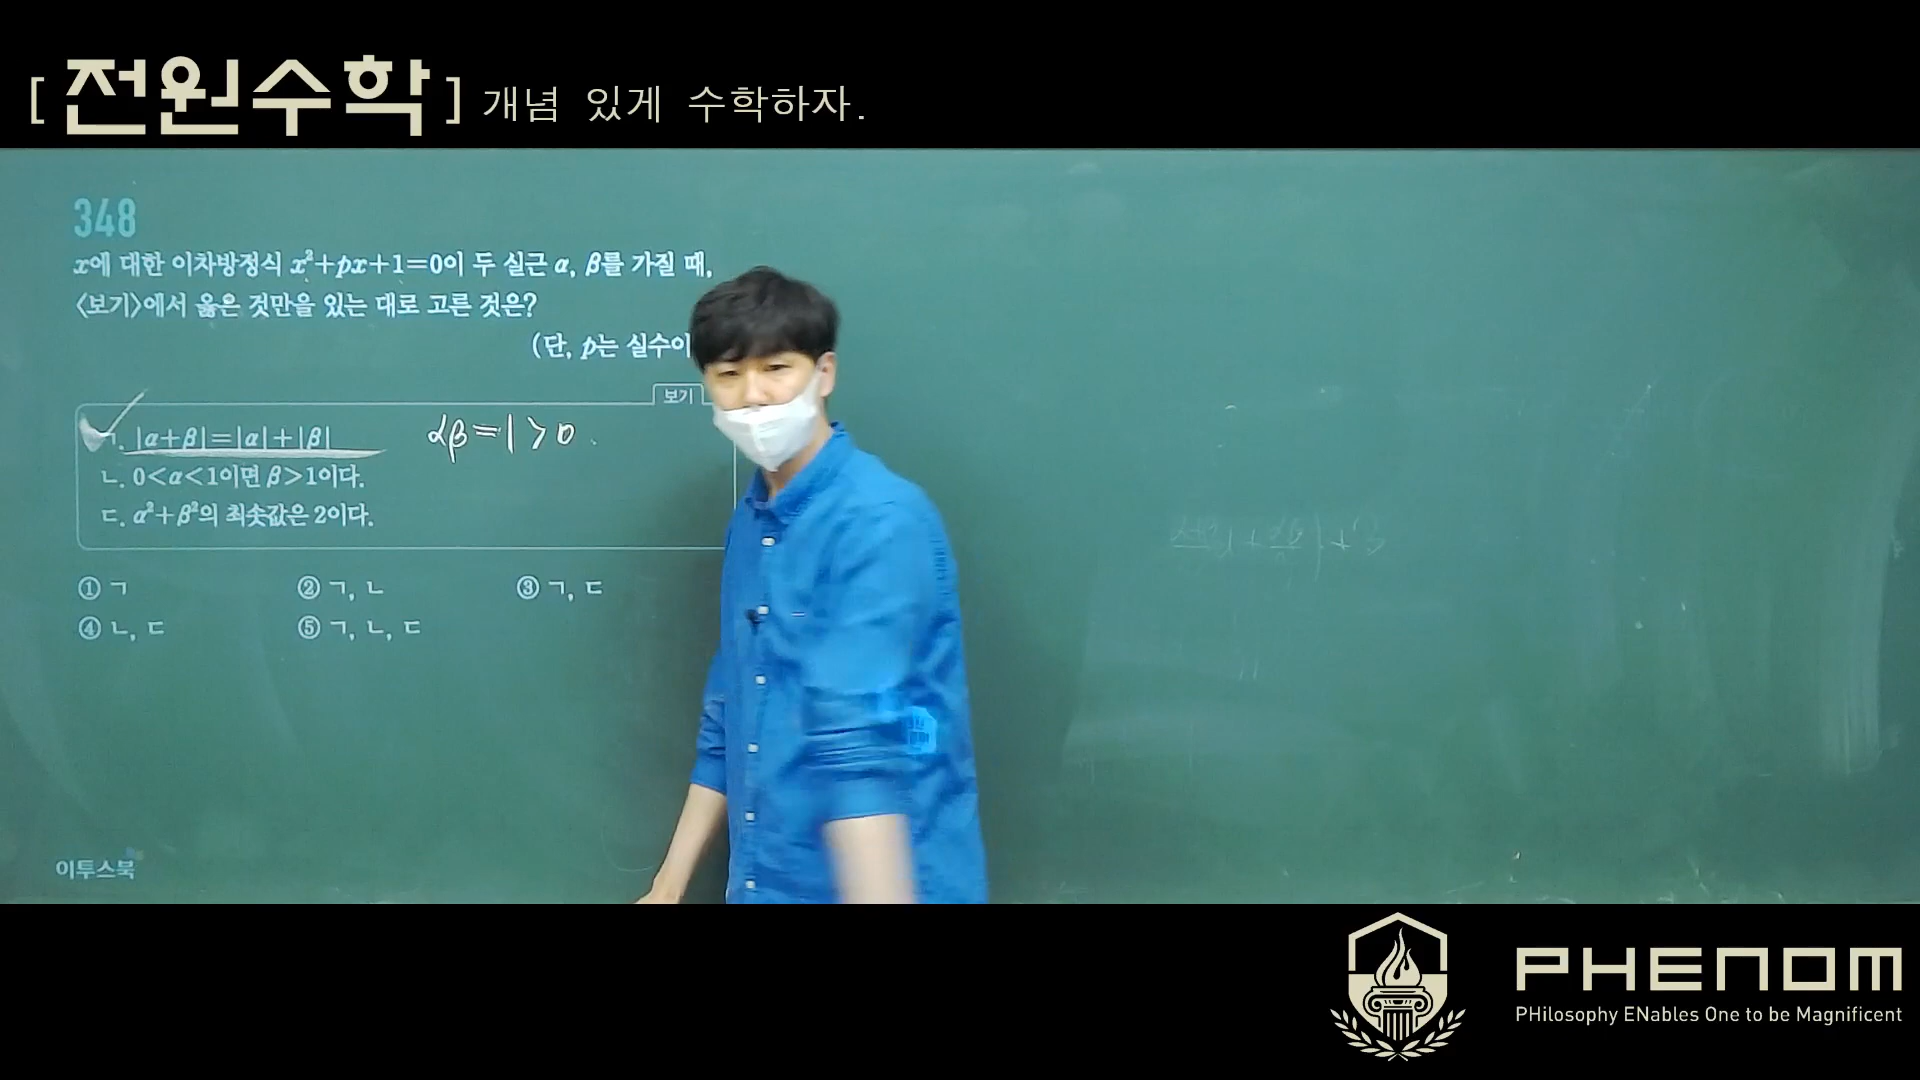 [전원수학] 개념 있게 수학하자.
348
x에 대한 이차방정식 x²+px+1=0이 두 실근 α, β를 가질 때,
〈보기〉에서 옳은 것만을 있는 대로 고른 것은?
(단, p는 실수이
보기
ㄱ. |α+β|=|α|+|β| αβ=1>0.
ㄴ. 0<α<1이면 β>1이다.
ㄷ. α²+β²의 최솟값은 2이다.
① ㄱ ② ㄱ, ㄴ ③ ㄱ, ㄷ
④ ㄴ, ㄷ ⑤ ㄱ, ㄴ, ㄷ
이투스북
PHENOM
PHilosophy ENables One to be Magnificent